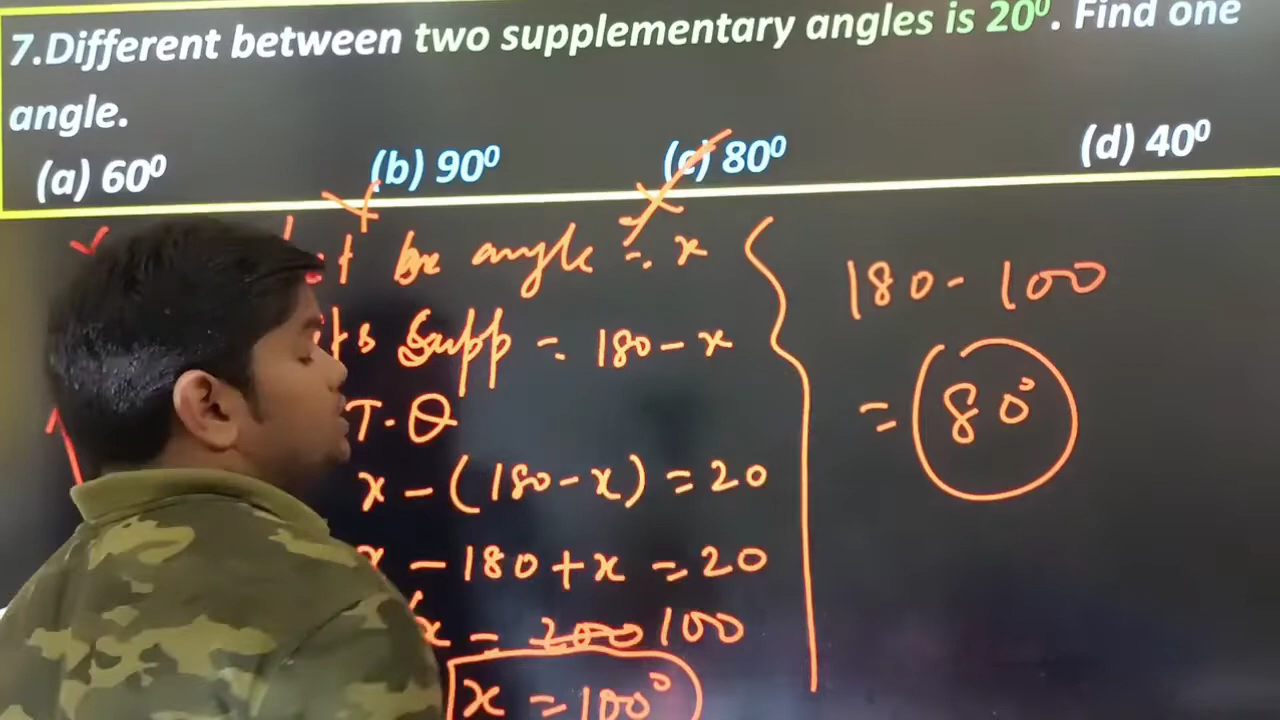 7.Different between two supplementary angles is 20⁰. Find one
angle.
(a) 60⁰ (b) 90⁰ (c) 80⁰ (d) 40⁰
be angle = x
its Supp = 180 - x
T.Q
x - (180 - x) = 20
x - 180 + x = 20
x = 200 100
x = 100°
180 - 100
= 80°